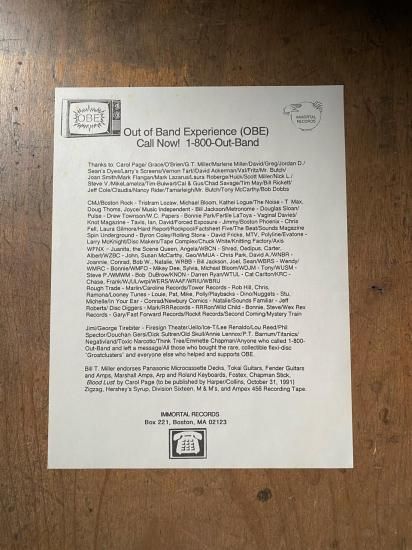 OBE
IMMORTAL
RECORDS
Out of Band Experience (OBE)
Call Now! 1-800-Out-Band
Thanks to: Carol Page/ Grace/O'Brien/G.T. Miller/Marlene/David/Greg/Jordan D./
Sean's Dyes/Larry's Screens/Vernon Tart/David Ackerman/Val/Fritz/Mr. Butch/
Joan Smith/Mark Flangan/Mark Lazarus/Laura Roberge/Huck/Scott Miller/Nick L./
Steve V./Mike/Lamelza/Tim Bulwart/Cal & Gus/Chad Savage/Tim May/Bill Rickett/
Jeff Cole/Claudia/Nancy Rider/Tamarleigh/Mr. Butch/Tony McCarthy/Bob Dobbs
CMJ/Boston Rock - Tristram Lozaw, Michael Bloom, Kathei Logue/The Noise - T Max,
Doug Thoms, Joyce/ Music Independent - Bill Jackson/Metronome - Douglas Sloan/
Pulse - Drew Townson/W.C. Papers - Bonnie Park/Fertile LaToya - Vaginal Davies/
Knot Magazine - Tavis, Ian, David/Forced Exposure - Jimmy/Boston Phoenix - Chris
Fell, Laura Gilmore/Hard Report/Rockpool/Factsheet Five/The Beat/Sounds Magazine
Spin Underground - Byron Coley/Rolling Stone - David Fricke, MTV, Polyline/Evatone -
Larry McKnight/Disc Makers/Tape Complex/Chuck White/Knitting Factory/Axis
WFNX - Juanita, the Scene Queen, Angela/WBCN - Shred, Oedipus, Carter,
Albert/WZBC - John, Susan McCarthy, Geo/WMUA - Chris Park, David A./WNBR -
Joannie, Conrad, Bob W., Natalie, WRBB - Bill Jackson, Joel, Sean/WBRS - Wendy/
WMRC - Bonnie/WMFO - Mikey Dee, Sylvia, Michael Bloom/WDJM - Tony/WUSM -
Steve P./WMWM - Bob DuBrow/KNON - Darren Ryan/WTUL - Cat Carlton/KRC -
Chase, Frank/WJUL/WPIR/WERS/WAAF/WRIU/WBRU
Rough Trade - Marlin/Caroline Records/Tower Records - Rob Hill, Chris,
Ramona/Looney Tunes - Louie, Pat, Mike, Polly/Playbacks - Dino/Nuggets - Stu,
Michelle/In Your Ear - Conrad/Newbury Comics - Natalie/Sounds Familiar - Jeff
Roberts/ Disc Diggers - Mark/RRRecords - RRRon/Wild Child - Bonnie, Steve/Wex Rex
Records - Gary/Fast Forward Records/Rockit Records/Second Coming/Mystery Train
Jimi/George Tirebiter - Firesign Theater/Jello/Ice-T/Lee Renaldo/Lou Reed/Phil
Spector/Douchan Gersi/Dick Sultren/Old Skull/Annie Lennox/P.T. Barnum/Titanics/
Negativland/Toxic Narcotic/Think Tree/Emmette Chapman/Anyone who called 1-800-
Out-Band and left a message/All those who bought the rare, collectible flexi-disc
'Groatclusters' and everyone else who helped and supports OBE.
Bill T. Miller endorses Panasonic Microcassette Decks, Tokai Guitars, Fender Guitars
and Amps, Marshall Amps, Arp and Roland Keyboards, Fostex, Chapman Stick,
Blood Lust by Carol Page (to be published by Harper/Collins, October 31, 1991)
Zigzag, Hershey's Syrup, Division Sixteen, M & M's, and Ampex 456 Recording Tape.
IMMORTAL RECORDS
Box 221, Boston, MA 02123